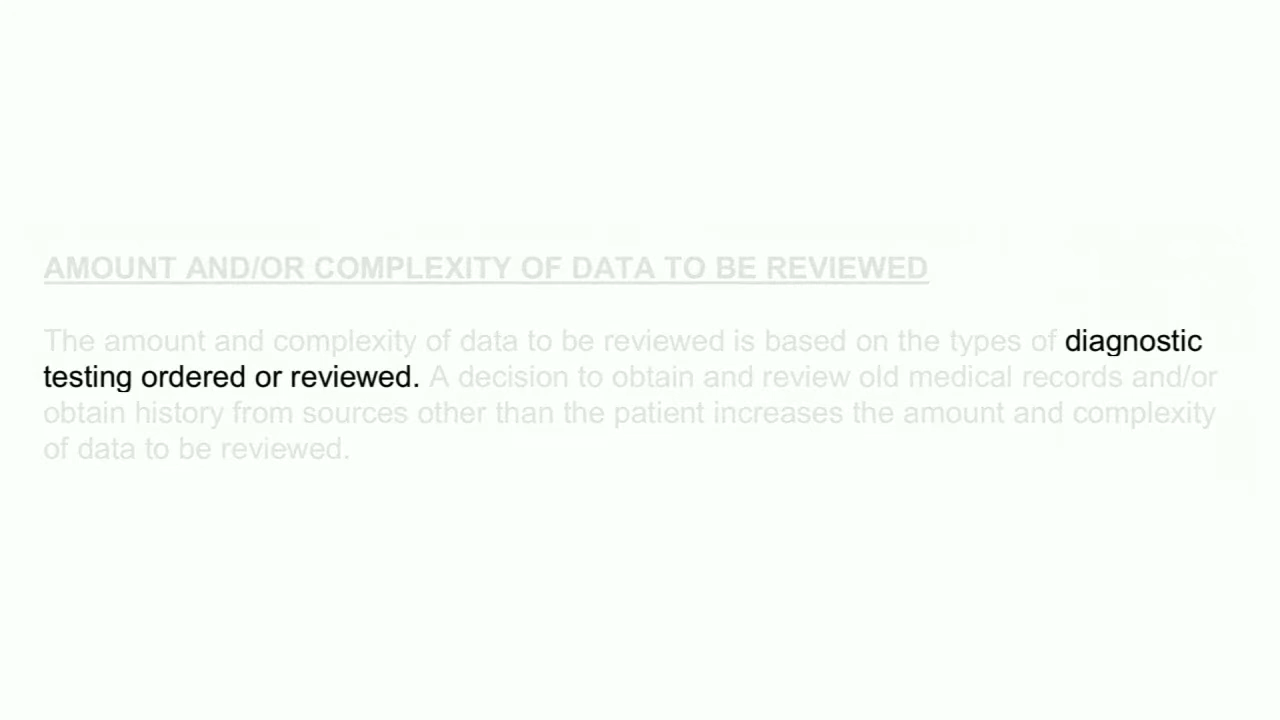 AMOUNT AND/OR COMPLEXITY OF DATA TO BE REVIEWED
The amount and complexity of data to be reviewed is based on the types of diagnostic
testing ordered or reviewed. A decision to obtain and review old medical records and/or
obtain history from sources other than the patient increases the amount and complexity
of data to be reviewed.